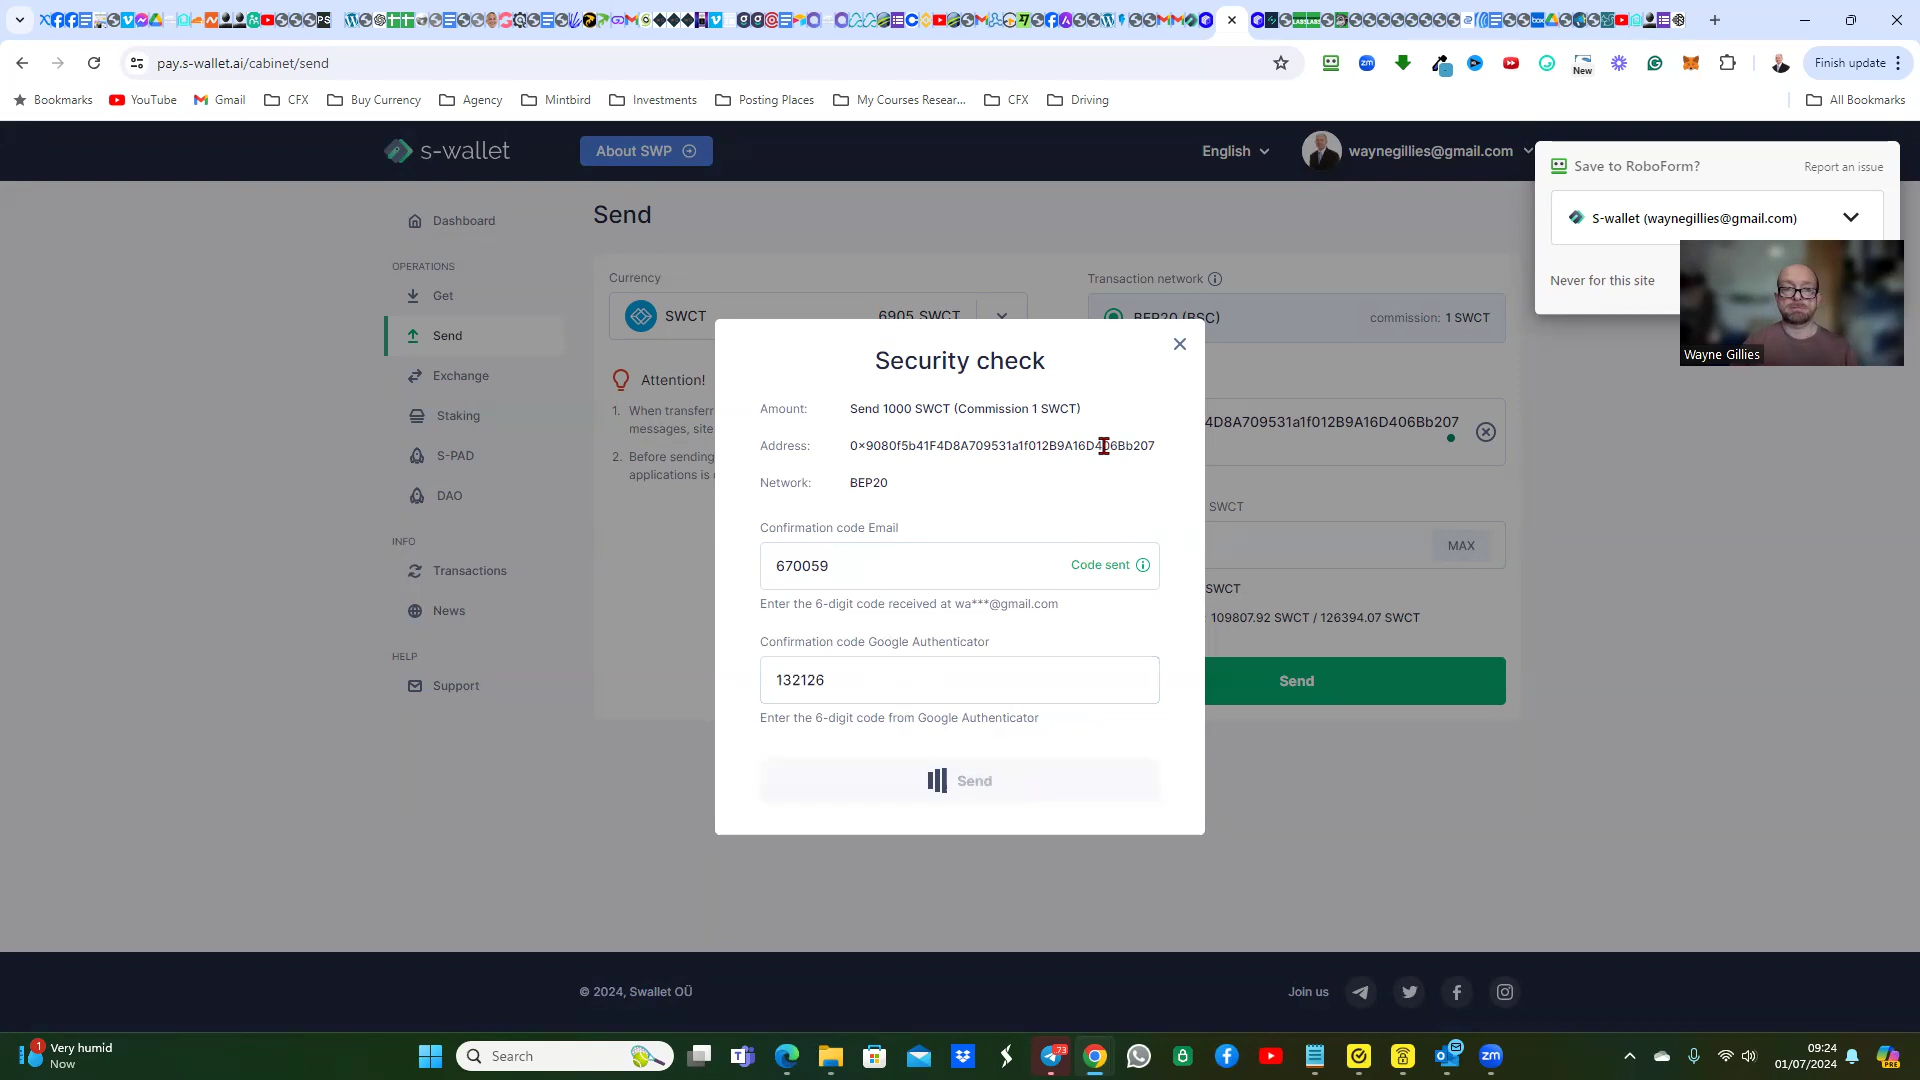 pay.s-wallet.ai/cabinet/send
New
Finish update
Bookmarks
YouTube
Gmail
CFX
Buy Currency
Agency
Mintbird
Investments
Posting Places
My Courses Resear...
CFX
Driving
All Bookmarks
s-wallet
About SWP
English
waynegillies@gmail.com
Save to RoboForm?
Report an issue
S-wallet (waynegillies@gmail.com)
Never for this site
Wayne Gillies
Dashboard
OPERATIONS
Get
Send
Exchange
Staking
S-PAD
DAO
INFO
Transactions
News
HELP
Support
Send
Currency
SWCT 6905 SWCT
Transaction network
BEP20 (BSC) commission: 1 SWCT
Attention!
1. When transferr
messages, site
2. Before sending
applications is
4D8A709531a1f012B9A16D406Bb207
SWCT
MAX
SWCT
109807.92 SWCT / 126394.07 SWCT
Send
Security check
Amount: Send 1000 SWCT (Commission 1 SWCT)
Address: 0x9080f5b41F4D8A709531a1f012B9A16D406Bb207
Network: BEP20
Confirmation code Email
670059 Code sent
Enter the 6-digit code received at wa***@gmail.com
Confirmation code Google Authenticator
132126
Enter the 6-digit code from Google Authenticator
Send
© 2024, Swallet OÜ
Join us
1
Very humid
Now
Search
73
zm
09:24
01/07/2024
PRE